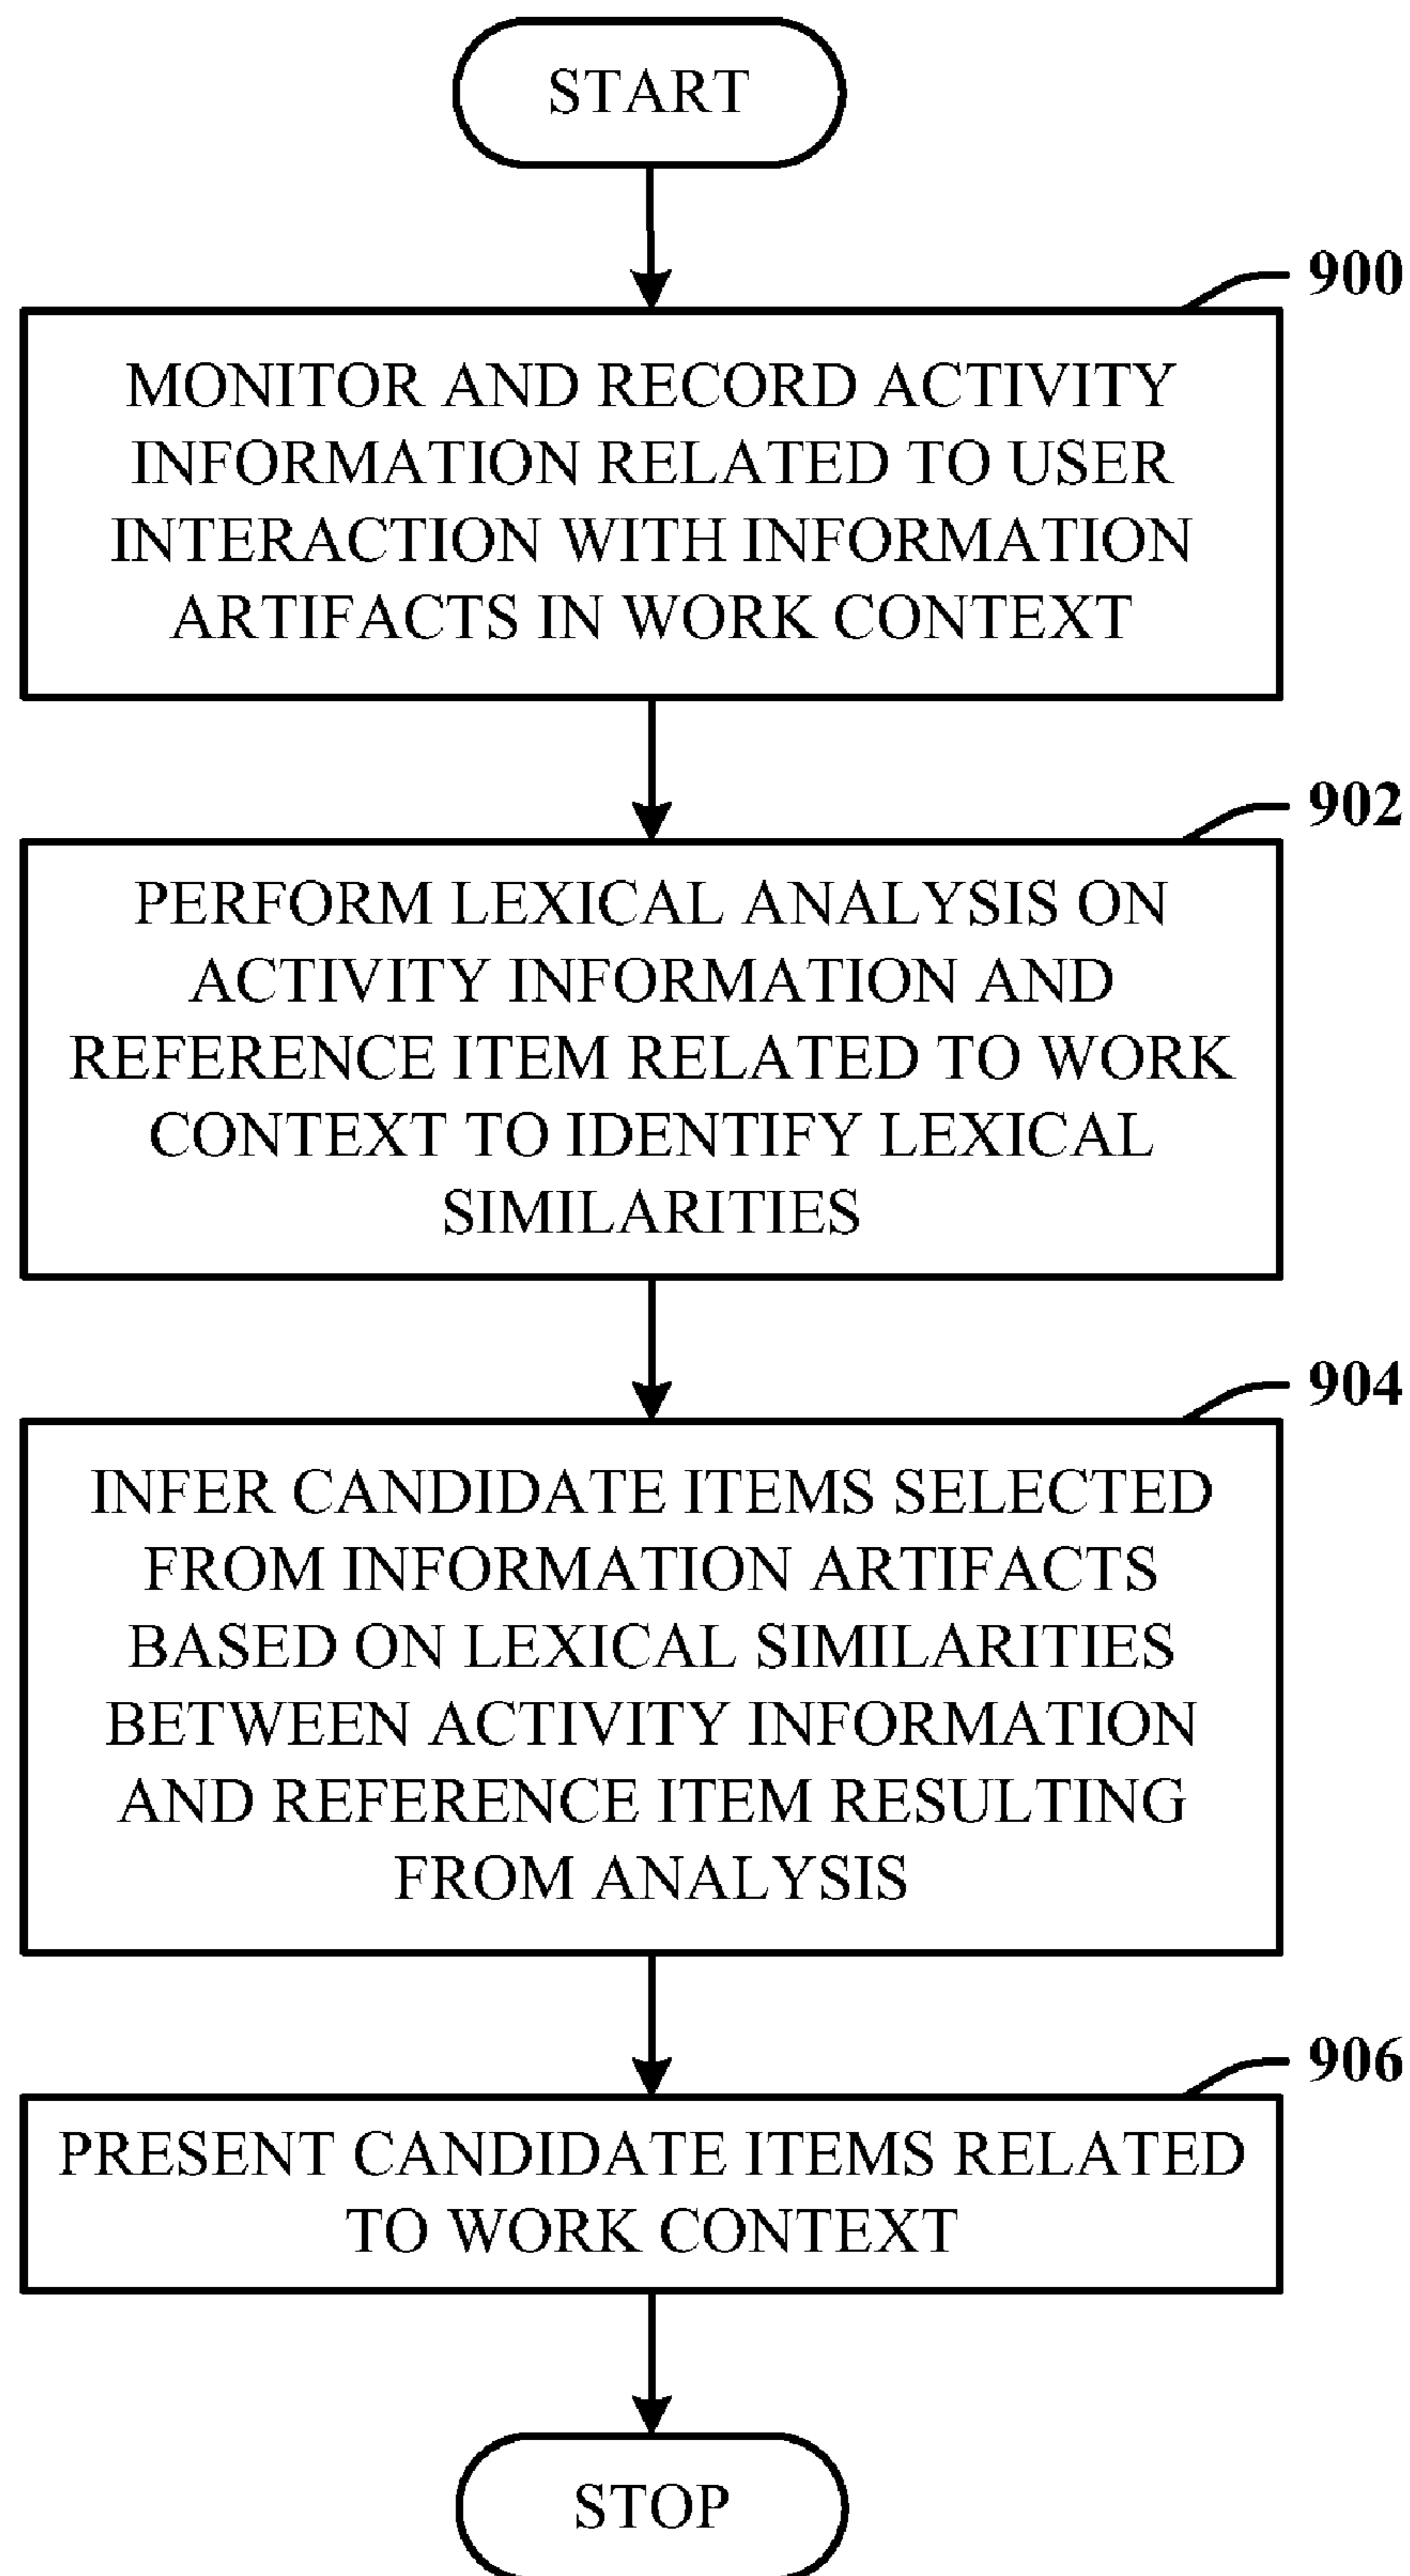 START
900
MONITOR AND RECORD ACTIVITY
INFORMATION RELATED TO USER
INTERACTION WITH INFORMATION
ARTIFACTS IN WORK CONTEXT
902
PERFORM LEXICAL ANALYSIS ON
ACTIVITY INFORMATION AND
REFERENCE ITEM RELATED TO WORK
CONTEXT TO IDENTIFY LEXICAL
SIMILARITIES
904
INFER CANDIDATE ITEMS SELECTED
FROM INFORMATION ARTIFACTS
BASED ON LEXICAL SIMILARITIES
BETWEEN ACTIVITY INFORMATION
AND REFERENCE ITEM RESULTING
FROM ANALYSIS
906
PRESENT CANDIDATE ITEMS RELATED
TO WORK CONTEXT
STOP